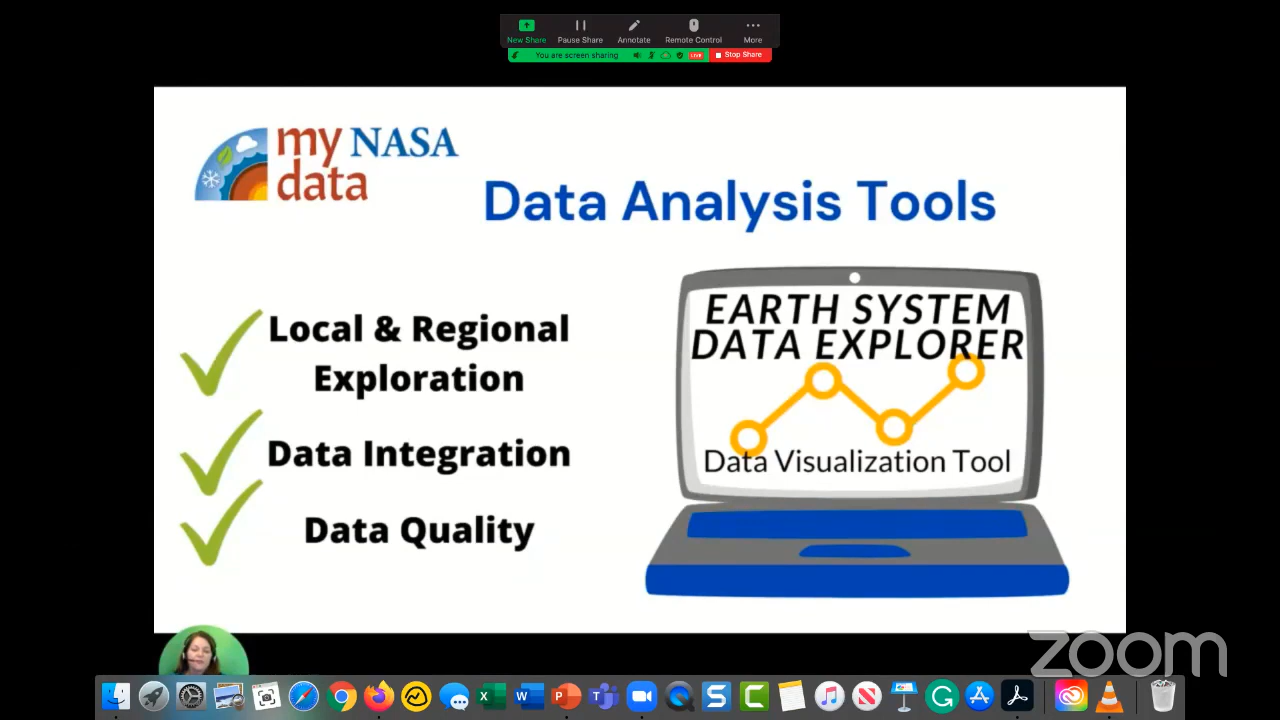 New Share
Pause Share
Annotate
Remote Control
More
You are screen sharing
LIVE
Stop Share
my NASA
data
Data Analysis Tools
Local & Regional
Exploration
Data Integration
Data Quality
EARTH SYSTEM
DATA EXPLORER
Data Visualization Tool
zoom